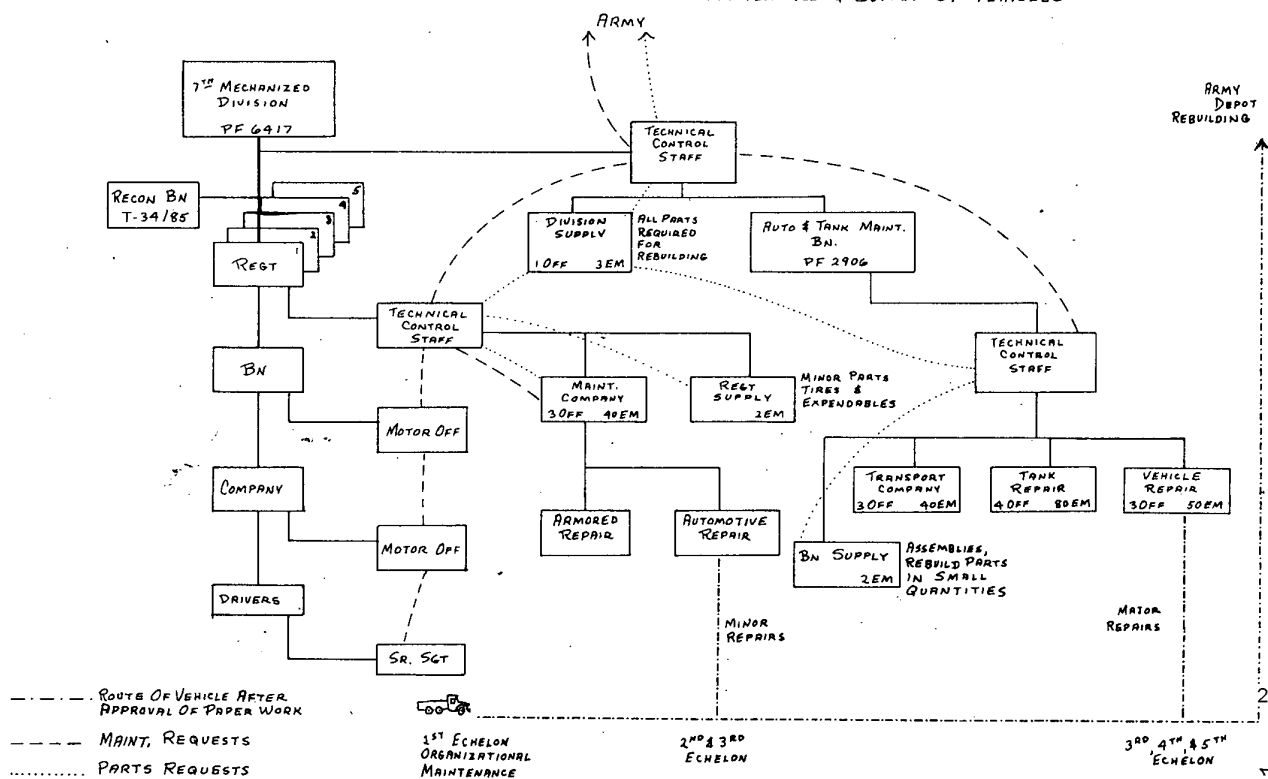 ARMY
7TH MECHANIZED
DIVISION
PF 6417
TECHNICAL
CONTROL
STAFF
ARMY
DEPOT
REBUILDING
RECON BN
T-34/85
5
4
3
2
1
REGT
DIVISION
SUPPLY
1 OFF 3 EM
ALL PARTS
REQUIRED
FOR
REBUILDING
AUTO & TANK MAINT.
BN.
PF 2906
TECHNICAL
CONTROL
STAFF
TECHNICAL
CONTROL
STAFF
BN
MAINT.
COMPANY
3 OFF 40 EM
REGT
SUPPLY
2 EM
MINOR PARTS
TIRES &
EXPENDABLES
MOTOR OFF
COMPANY
TRANSPORT
COMPANY
3 OFF 40 EM
TANK
REPAIR
4 OFF 80 EM
VEHICLE
REPAIR
3 OFF 50 EM
ARMORED
REPAIR
AUTOMOTIVE
REPAIR
MOTOR OFF
BN SUPPLY
2 EM
ASSEMBLIES,
REBUILD PARTS
IN SMALL
QUANTITIES
DRIVERS
MINOR
REPAIRS
MAJOR
REPAIRS
SR. SGT
ROUTE OF VEHICLE AFTER
APPROVAL OF PAPER WORK
MAINT. REQUESTS
PARTS REQUESTS
1ST ECHELON
ORGANIZATIONAL
MAINTENANCE
2ND & 3RD
ECHELON
3RD, 4TH, & 5TH
ECHELON
2